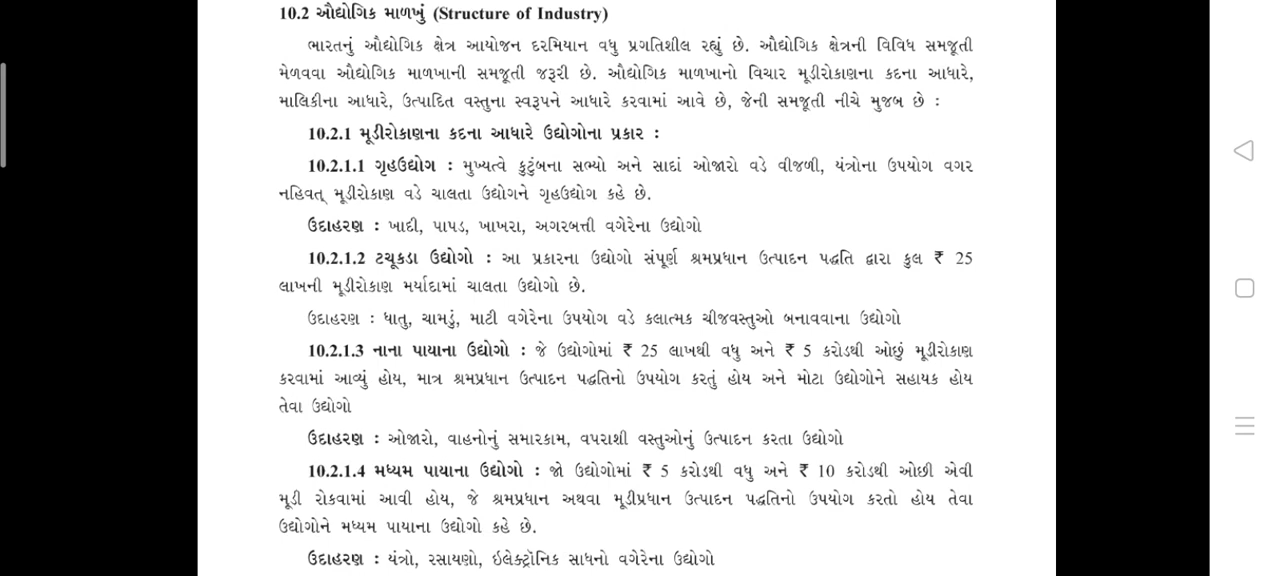 10.2 ઔદ્યોગિક માળખું (Structure of Industry)
ભારતનું ઔદ્યોગિક ક્ષેત્ર આયોજન દરમિયાન વધુ પ્રગતિશીલ રહ્યું છે. ઔદ્યોગિક ક્ષેત્રની વિવિધ સમજૂતી
મેળવવા ઔદ્યોગિક માળખાની સમજૂતી જરૂરી છે. ઔદ્યોગિક માળખાનો વિચાર મૂડીરોકાણના કદના આધારે,
માલિકીના આધારે, ઉત્પાદિત વસ્તુના સ્વરૂપને આધારે કરવામાં આવે છે, જેની સમજૂતી નીચે મુજબ છે :
10.2.1 મૂડીરોકાણના કદના આધારે ઉદ્યોગોના પ્રકાર :
10.2.1.1 ગૃહઉદ્યોગ : મુખ્યત્વે કુટુંબના સભ્યો અને સાદાં ઓજારો વડે વીજળી, યંત્રોના ઉપયોગ વગર
નહિવત્ મૂડીરોકાણ વડે ચાલતા ઉદ્યોગને ગૃહઉદ્યોગ કહે છે.
ઉદાહરણ : ખાદી, પાપડ, ખાખરા, અગરબત્તી વગેરેના ઉદ્યોગો
10.2.1.2 ટચૂકડા ઉદ્યોગો : આ પ્રકારના ઉદ્યોગો સંપૂર્ણ શ્રમપ્રધાન ઉત્પાદન પદ્ધતિ દ્વારા કુલ ₹ 25
લાખની મૂડીરોકાણ મર્યાદામાં ચાલતા ઉદ્યોગો છે.
ઉદાહરણ : ધાતુ, ચામડું, માટી વગેરેના ઉપયોગ વડે કલાત્મક ચીજવસ્તુઓ બનાવવાના ઉદ્યોગો
10.2.1.3 નાના પાયાના ઉદ્યોગો : જે ઉદ્યોગોમાં ₹ 25 લાખથી વધુ અને ₹ 5 કરોડથી ઓછું મૂડીરોકાણ
કરવામાં આવ્યું હોય, માત્ર શ્રમપ્રધાન ઉત્પાદન પદ્ધતિનો ઉપયોગ કરતું હોય અને મોટા ઉદ્યોગોને સહાયક હોય
તેવા ઉદ્યોગો
ઉદાહરણ : ઓજારો, વાહનોનું સમારકામ, વપરાશી વસ્તુઓનું ઉત્પાદન કરતા ઉદ્યોગો
10.2.1.4 મધ્યમ પાયાના ઉદ્યોગો : જો ઉદ્યોગોમાં ₹ 5 કરોડથી વધુ અને ₹ 10 કરોડથી ઓછી એવી
મૂડી રોકવામાં આવી હોય, જે શ્રમપ્રધાન અથવા મૂડીપ્રધાન ઉત્પાદન પદ્ધતિનો ઉપયોગ કરતો હોય તેવા
ઉદ્યોગોને મધ્યમ પાયાના ઉદ્યોગો કહે છે.
ઉદાહરણ : યંત્રો, રસાયણો, ઇલેક્ટ્રૉનિક સાધનો વગેરેના ઉદ્યોગો